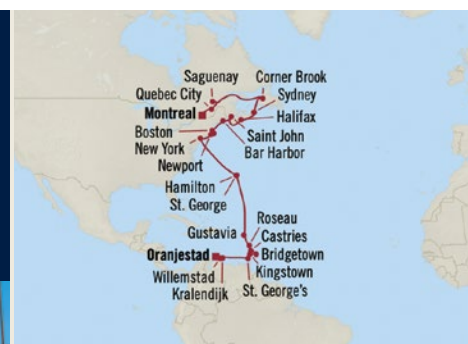 Saguenay
Corner Brook
Quebec City
Sydney
Montreal
Halifax
Boston
Saint John
New York
Bar Harbor
Newport
Hamilton
St. George
Roseau
Gustavia
Castries
Oranjestad
Bridgetown
Willemstad
Kingstown
Kralendijk
St. George's